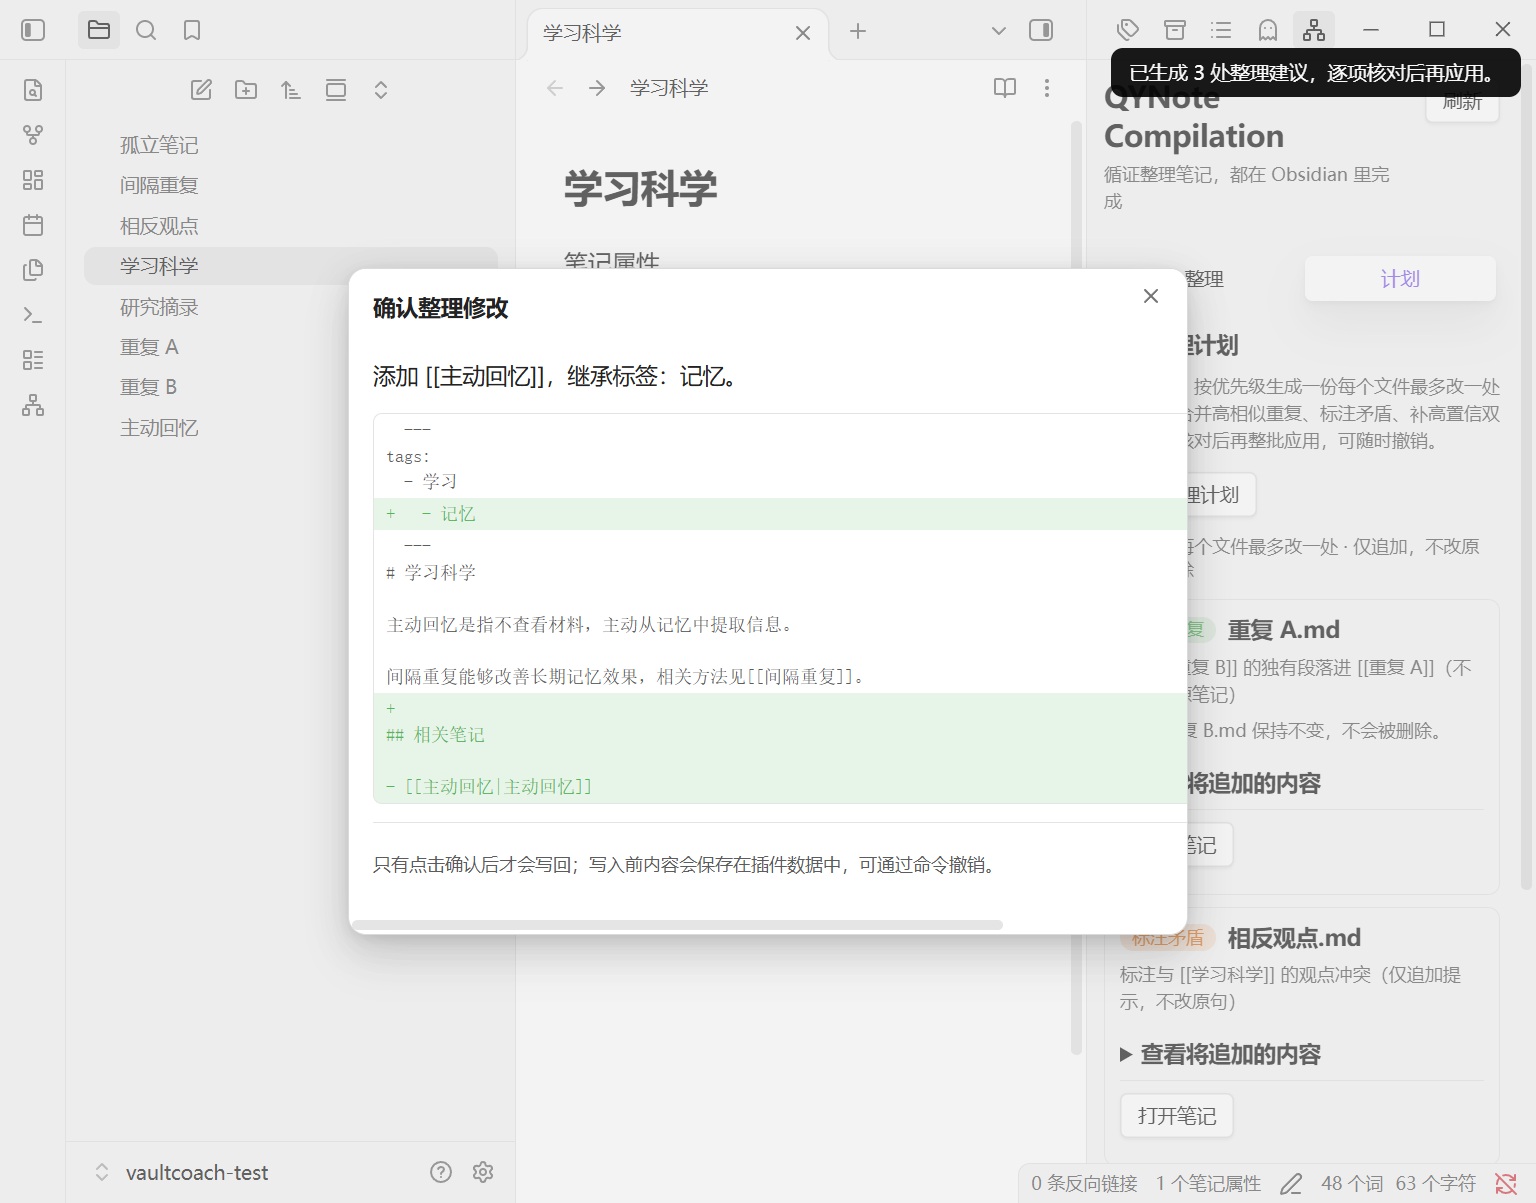 学习科学
已生成 3 处整理建议，逐项核对后再应用。
学习科学
QYNote
Compilation
刷新
循证整理笔记，都在 Obsidian 里完
成
孤立笔记
间隔重复
相反观点
学习科学
研究摘录
重复 A
重复 B
主动回忆
学习科学
笔记属性
整理
计划
理计划
按优先级生成一份每个文件最多改一处
合并高相似重复、标注矛盾、补高置信双
核对后再整批应用，可随时撤销。
理计划
每个文件最多改一处 · 仅追加，不改原
复
重复 A.md
重复 B]] 的独有段落进 [[重复 A]]（不
原笔记）
复 B.md 保持不变，不会被删除。
将追加的内容
笔记
标注矛盾
相反观点.md
标注与 [[学习科学]] 的观点冲突（仅追加提
示，不改原句）
查看将追加的内容
打开笔记
确认整理修改
添加 [[主动回忆]]，继承标签：记忆。
---
tags:
- 学习
+ - 记忆
---
# 学习科学
主动回忆是指不查看材料，主动从记忆中提取信息。
间隔重复能够改善长期记忆效果，相关方法见[[间隔重复]]。
+
## 相关笔记
- [[主动回忆|主动回忆]]
只有点击确认后才会写回；写入前内容会保存在插件数据中，可通过命令撤销。
vaultcoach-test
0 条反向链接
1 个笔记属性
48 个词
63 个字符